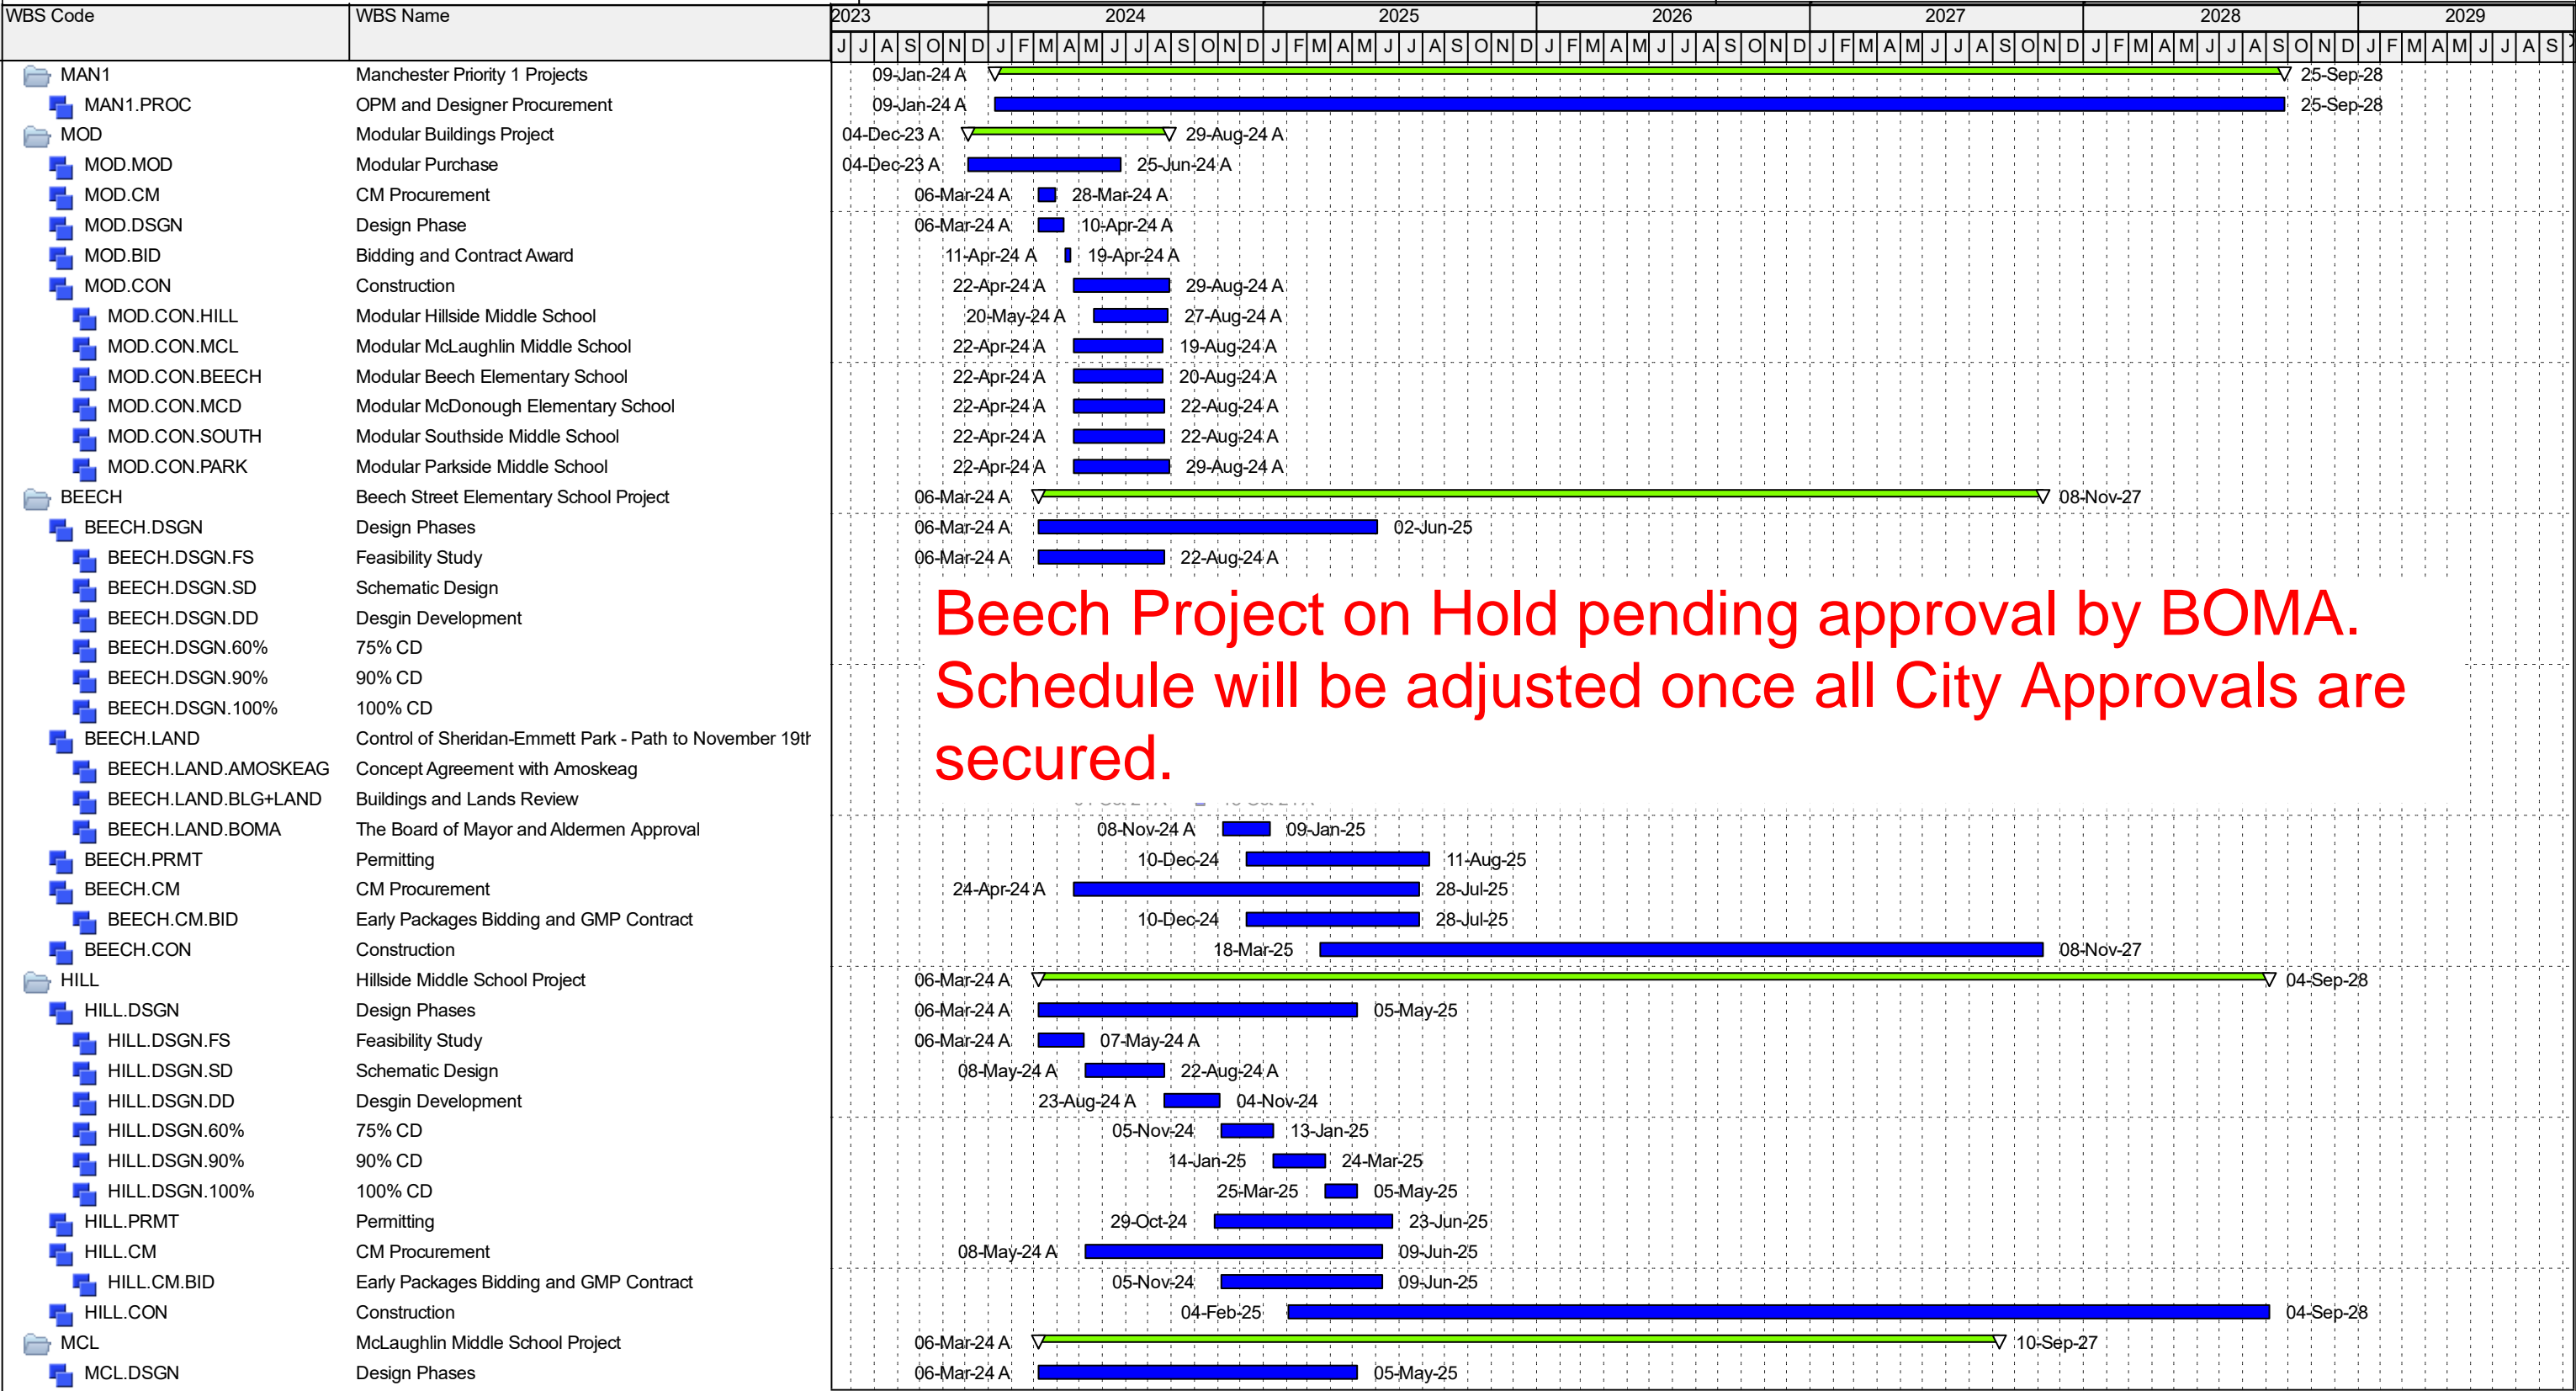 WBS Code WBS Name 2023 2024 2025 2026 2027 2028 2029
J J A S O N D J F M A M J J A S O N D J F M A M J J A S O N D J F M A M J J A S O N D J F M A M J J A S O N D J F M A M J J A S O N D J F M A M J J A S
MAN1 Manchester Priority 1 Projects 09-Jan-24 A 25-Sep-28
MAN1.PROC OPM and Designer Procurement 09-Jan-24 A 25-Sep-28
MOD Modular Buildings Project 04-Dec-23 A 29-Aug-24 A
MOD.MOD Modular Purchase 04-Dec-23 A 25-Jun-24 A
MOD.CM CM Procurement 06-Mar-24 A 28-Mar-24 A
MOD.DSGN Design Phase 06-Mar-24 A 10-Apr-24 A
MOD.BID Bidding and Contract Award 11-Apr-24 A 19-Apr-24 A
MOD.CON Construction 22-Apr-24 A 29-Aug-24 A
MOD.CON.HILL Modular Hillside Middle School 20-May-24 A 27-Aug-24 A
MOD.CON.MCL Modular McLaughlin Middle School 22-Apr-24 A 19-Aug-24 A
MOD.CON.BEECH Modular Beech Elementary School 22-Apr-24 A 20-Aug-24 A
MOD.CON.MCD Modular McDonough Elementary School 22-Apr-24 A 22-Aug-24 A
MOD.CON.SOUTH Modular Southside Middle School 22-Apr-24 A 22-Aug-24 A
MOD.CON.PARK Modular Parkside Middle School 22-Apr-24 A 29-Aug-24 A
BEECH Beech Street Elementary School Project 06-Mar-24 A 08-Nov-27
BEECH.DSGN Design Phases 06-Mar-24 A 02-Jun-25
BEECH.DSGN.FS Feasibility Study 06-Mar-24 A 22-Aug-24 A
BEECH.DSGN.SD Schematic Design
BEECH.DSGN.DD Desgin Development
BEECH.DSGN.60% 75% CD
BEECH.DSGN.90% 90% CD
BEECH.DSGN.100% 100% CD
BEECH.LAND Control of Sheridan-Emmett Park - Path to November 19th
BEECH.LAND.AMOSKEAG Concept Agreement with Amoskeag
BEECH.LAND.BLG+LAND Buildings and Lands Review
Beech Project on Hold pending approval by BOMA.
Schedule will be adjusted once all City Approvals are
secured.
BEECH.LAND.BOMA The Board of Mayor and Aldermen Approval 08-Nov-24 A 09-Jan-25
BEECH.PRMT Permitting 10-Dec-24 11-Aug-25
BEECH.CM CM Procurement 24-Apr-24 A 28-Jul-25
BEECH.CM.BID Early Packages Bidding and GMP Contract 10-Dec-24 28-Jul-25
BEECH.CON Construction 18-Mar-25 08-Nov-27
HILL Hillside Middle School Project 06-Mar-24 A 04-Sep-28
HILL.DSGN Design Phases 06-Mar-24 A 05-May-25
HILL.DSGN.FS Feasibility Study 06-Mar-24 A 07-May-24 A
HILL.DSGN.SD Schematic Design 08-May-24 A 22-Aug-24 A
HILL.DSGN.DD Desgin Development 23-Aug-24 A 04-Nov-24
HILL.DSGN.60% 75% CD 05-Nov-24 13-Jan-25
HILL.DSGN.90% 90% CD 14-Jan-25 24-Mar-25
HILL.DSGN.100% 100% CD 25-Mar-25 05-May-25
HILL.PRMT Permitting 29-Oct-24 23-Jun-25
HILL.CM CM Procurement 08-May-24 A 09-Jun-25
HILL.CM.BID Early Packages Bidding and GMP Contract 05-Nov-24 09-Jun-25
HILL.CON Construction 04-Feb-25 04-Sep-28
MCL McLaughlin Middle School Project 06-Mar-24 A 10-Sep-27
MCL.DSGN Design Phases 06-Mar-24 A 05-May-25